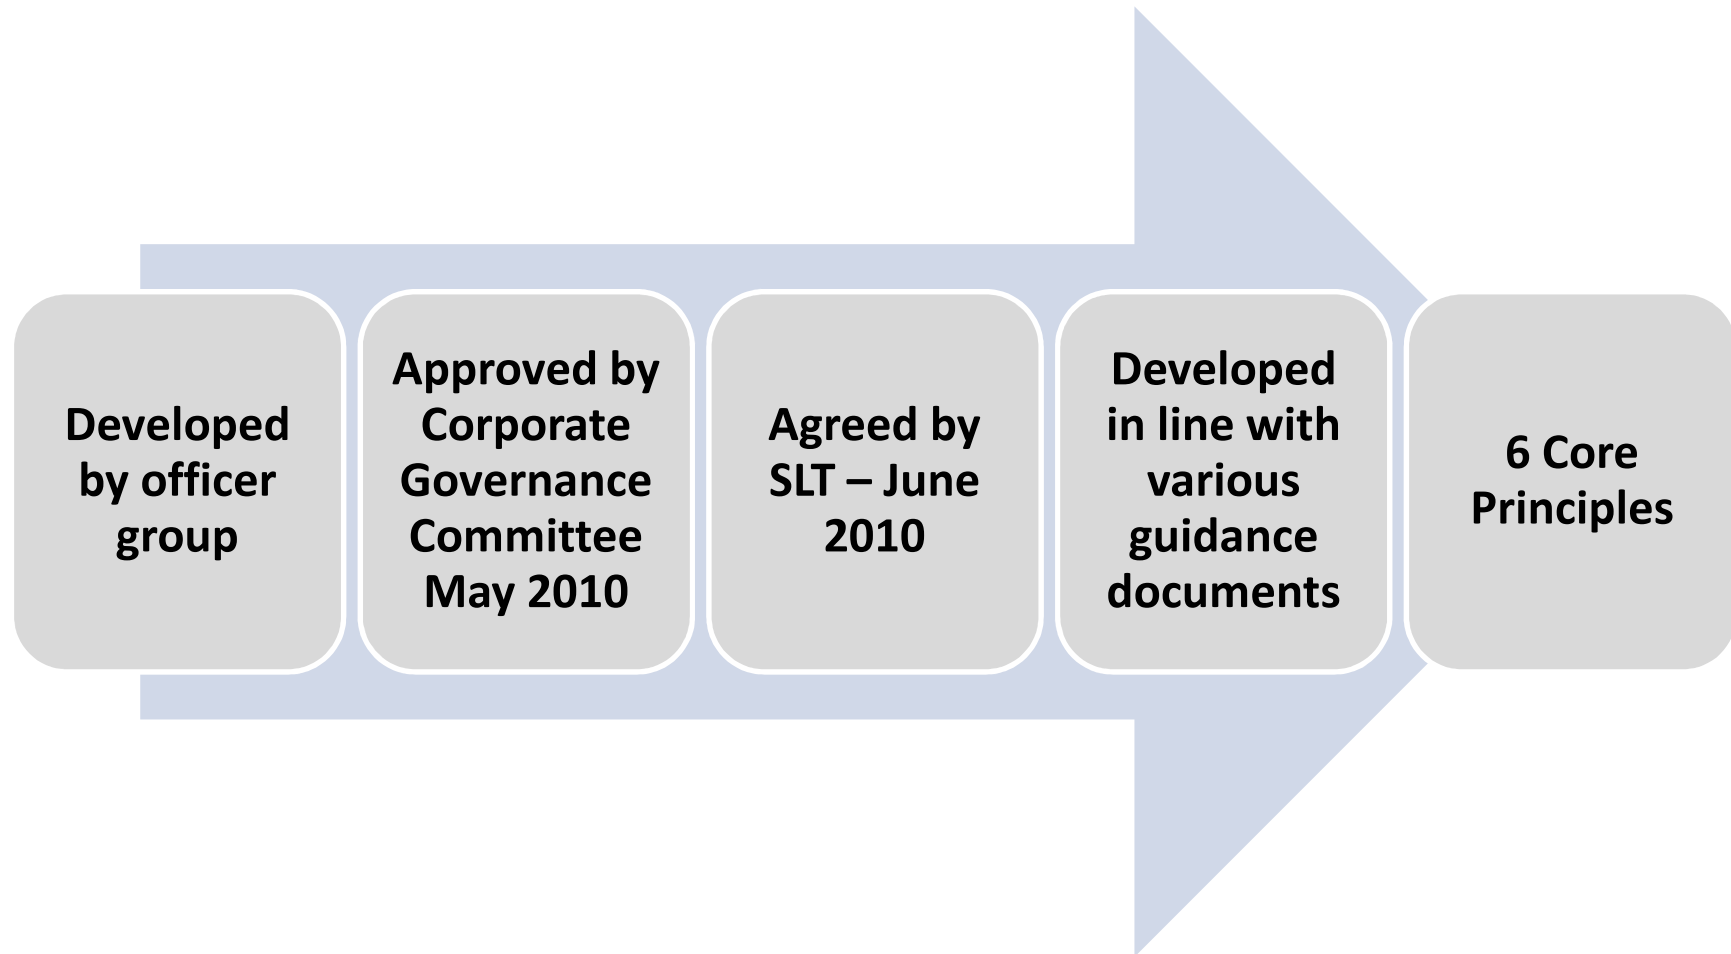 Developed
by officer
group
Approved by
Corporate
Governance
Committee
May 2010
Agreed by
SLT – June
2010
Developed
in line with
various
guidance
documents
6 Core
Principles